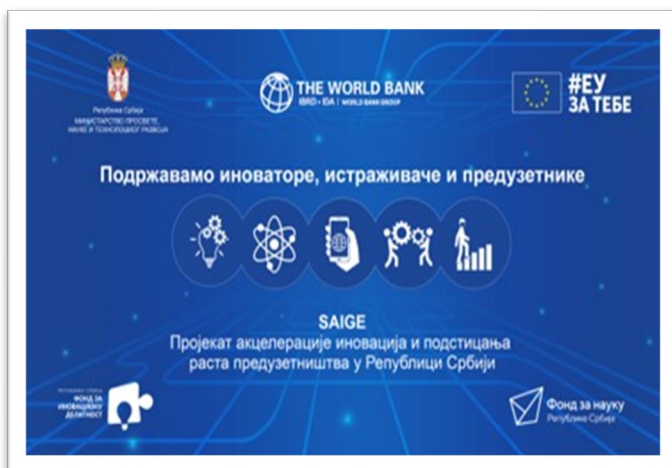 Република Србија
МИНИСТАРСТВО ПРОСВЕТЕ,
НАУКЕ И ТЕХНОЛОШКОГ РАЗВОЈА
THE WORLD BANK
IBRD • IDA | WORLD BANK GROUP
#ЕУ
ЗА ТЕБЕ
Подржавамо иноваторе, истраживаче и предузетнике
SAIGE
Пројекат акцелерације иновација и подстицања
раста предузетништва у Републици Србији
РЕПУБЛИКА СРБИЈА
ФОНД ЗА
ИНОВАЦИОНУ
ДЕЛАТНОСТ
Фонд за науку
Републике Србије